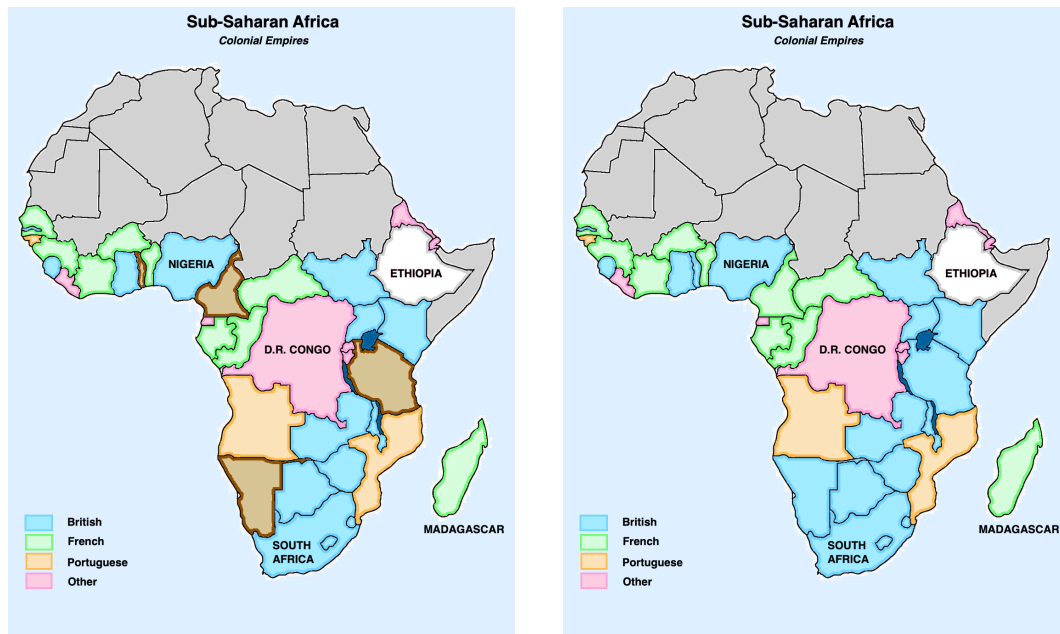 Sub-Saharan Africa
Colonial Empires
NIGERIA
ETHIOPIA
D.R. CONGO
MADAGASCAR
SOUTH
AFRICA
British
French
Portuguese
Other
Sub-Saharan Africa
Colonial Empires
NIGERIA
ETHIOPIA
D.R. CONGO
MADAGASCAR
SOUTH
AFRICA
British
French
Portuguese
Other